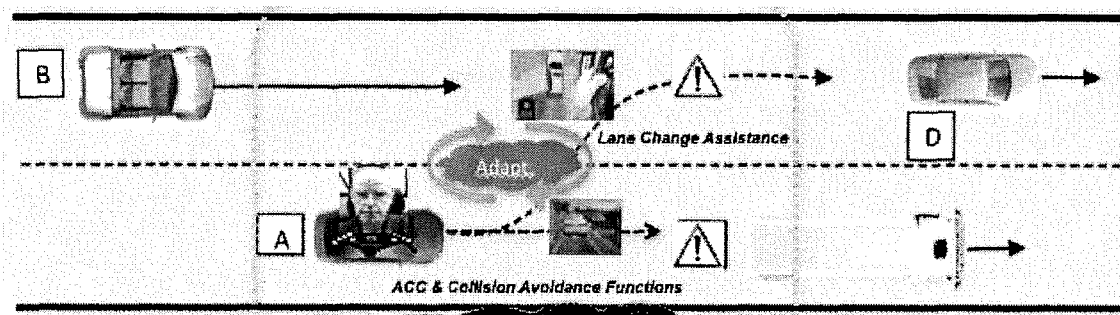 B
Lane Change Assistance
D
Adapt.
A
ACC & Collision Avoidance Functions